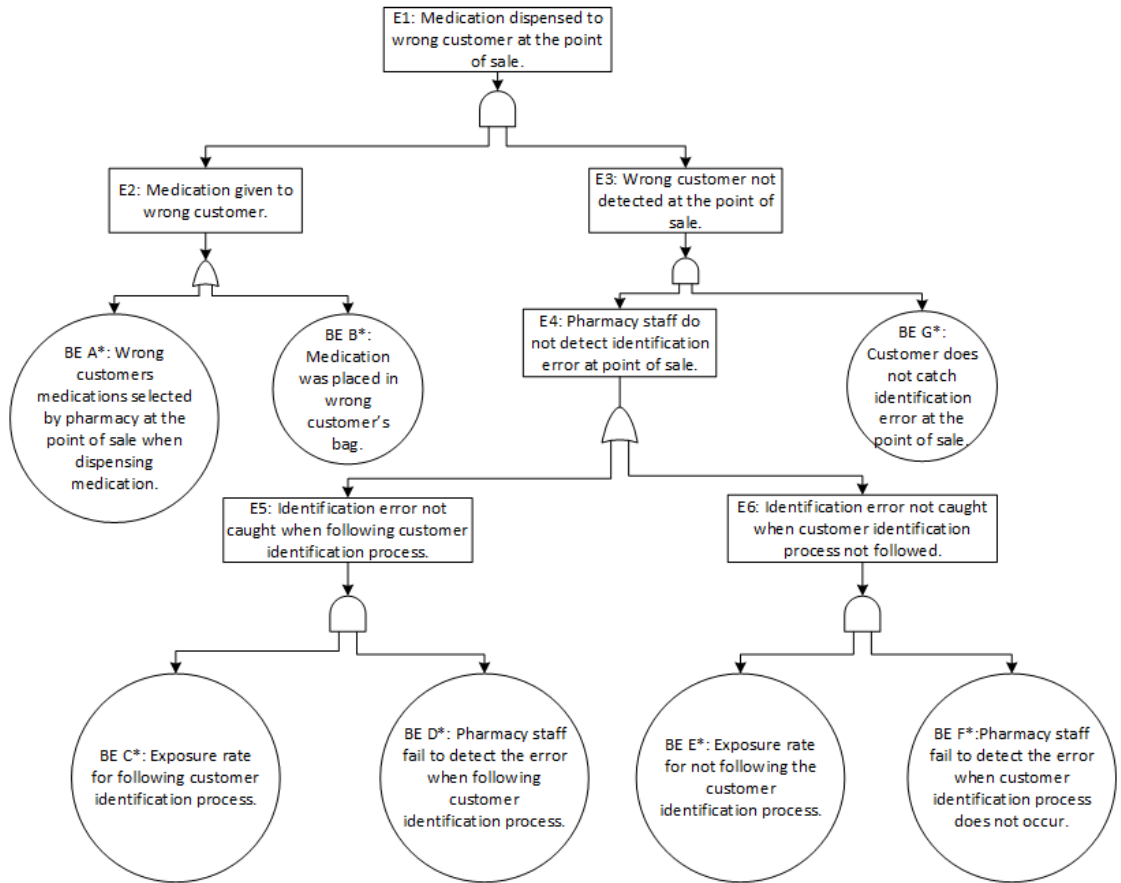 E1: Medication dispensed to
wrong customer at the point
of sale.
E2: Medication given to
wrong customer.
E3: Wrong customer not
detected at the point of
sale.
BE A*: Wrong
customers
medications selected
by pharmacy at the
point of sale when
dispensing
medication.
BE B*:
Medication
was placed in
wrong
customer's
bag.
E4: Pharmacy staff do
not detect identification
error at point of sale.
BE G*:
Customer does
not catch
identification
error at the
point of sale.
E5: Identification error not
caught when following customer
identification process.
E6: Identification error not caught
when customer identification
process not followed.
BE C*: Exposure rate
for following customer
identification process.
BE D*: Pharmacy staff
fail to detect the error
when following
customer
identification process.
BE E*: Exposure rate
for not following the
customer
identification process.
BE F*:Pharmacy staff
fail to detect the error
when customer
identification process
does not occur.